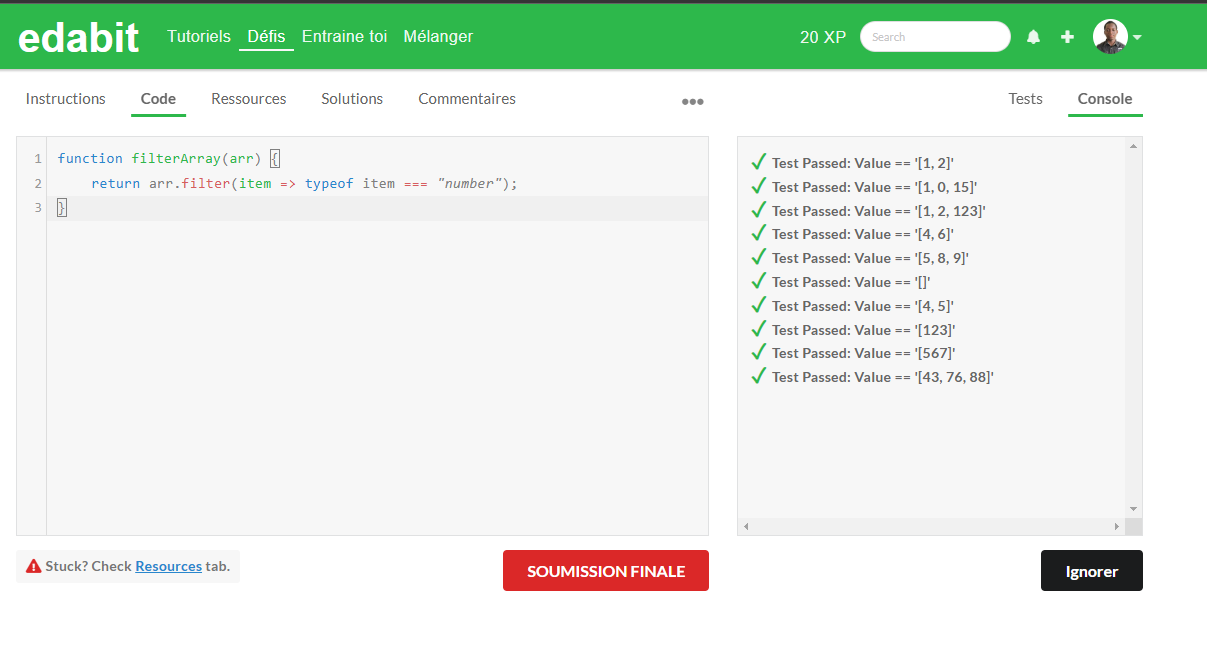 edabit Tutoriels Défis Entraine toi Mélanger 20 XP Search
Instructions Code Ressources Solutions Commentaires ••• Tests Console
1 function filterArray(arr) {
2 return arr.filter(item => typeof item === "number");
3 }
Test Passed: Value == '[1, 2]'
Test Passed: Value == '[1, 0, 15]'
Test Passed: Value == '[1, 2, 123]'
Test Passed: Value == '[4, 6]'
Test Passed: Value == '[5, 8, 9]'
Test Passed: Value == '[]'
Test Passed: Value == '[4, 5]'
Test Passed: Value == '[123]'
Test Passed: Value == '[567]'
Test Passed: Value == '[43, 76, 88]'
Stuck? Check Resources tab.
SOUMISSION FINALE
Ignorer